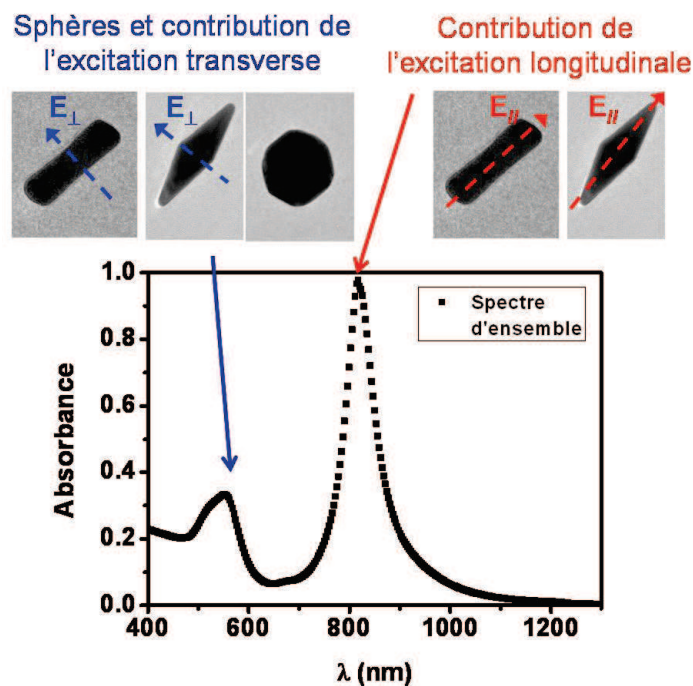 Sphères et contribution de
l'excitation transverse
Contribution de
l'excitation longitudinale
E⊥
E⊥
E//
E//
1.0
0.8
0.6
0.4
0.2
0.0
Absorbance
Spectre
d'ensemble
400
600
800
1000
1200
λ (nm)